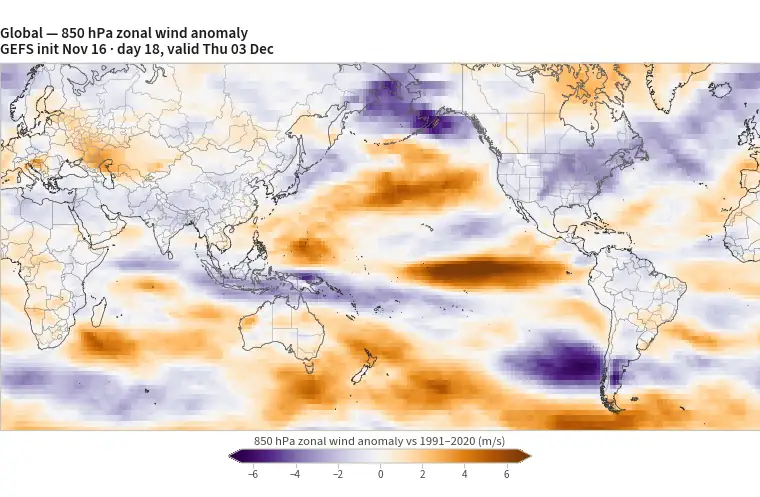 Global — 850 hPa zonal wind anomaly
GEFS init Nov 16 · day 18, valid Thu 03 Dec
850 hPa zonal wind anomaly vs 1991–2020 (m/s)
−6 −4 −2 0 2 4 6